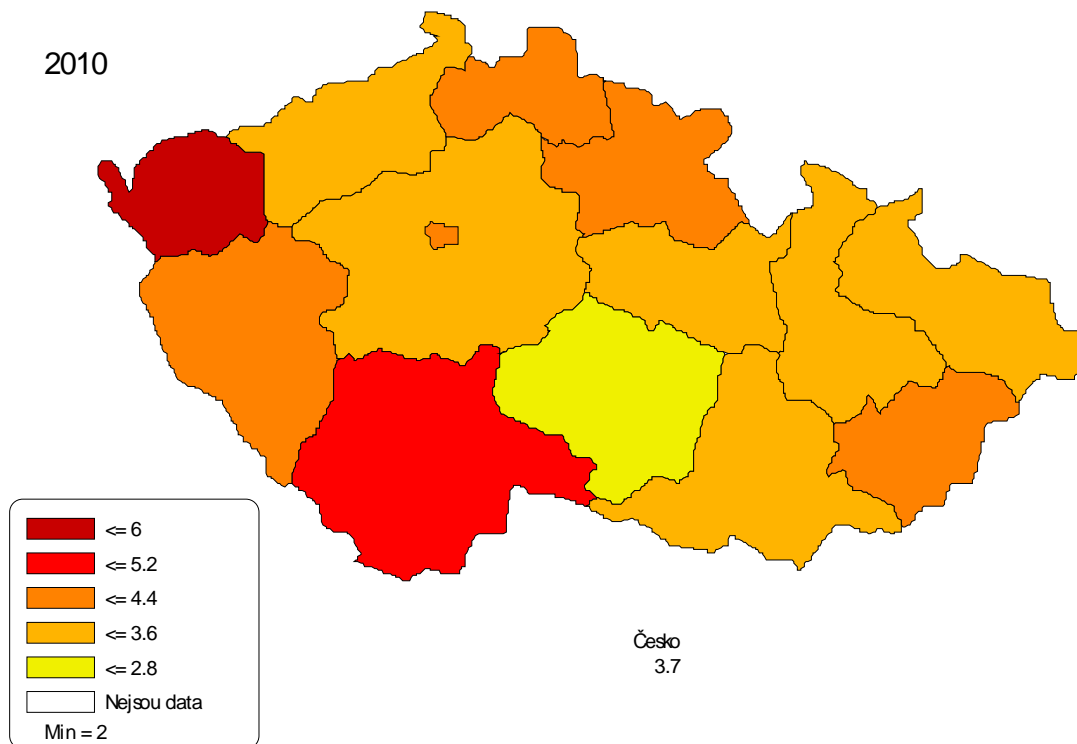 2010
<= 6
<= 5.2
<= 4.4
<= 3.6
<= 2.8
Nejsou data
Min = 2
Česko
3.7